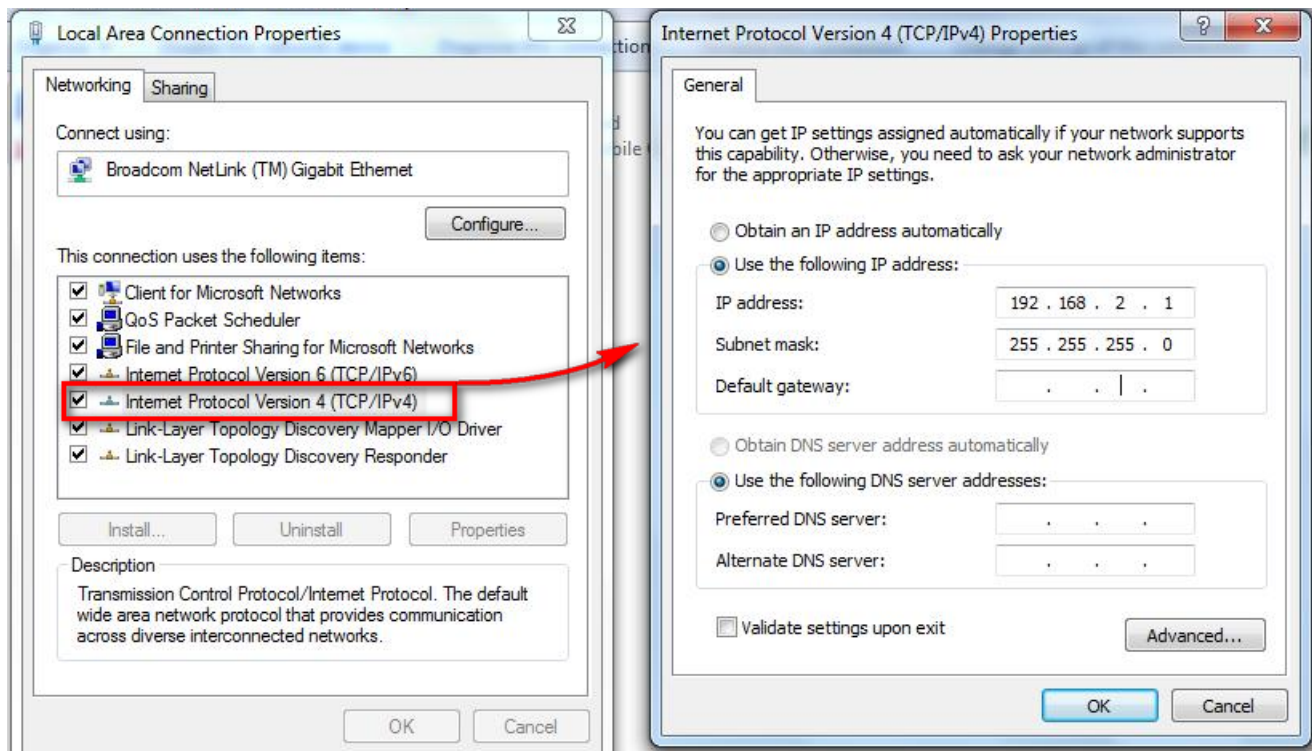 Local Area Connection Properties
Networking
Sharing
Connect using:
Broadcom NetLink (TM) Gigabit Ethernet
Configure...
This connection uses the following items:
Client for Microsoft Networks
QoS Packet Scheduler
File and Printer Sharing for Microsoft Networks
Internet Protocol Version 6 (TCP/IPv6)
Internet Protocol Version 4 (TCP/IPv4)
Link-Layer Topology Discovery Mapper I/O Driver
Link-Layer Topology Discovery Responder
Install...
Uninstall
Properties
Description
Transmission Control Protocol/Internet Protocol. The default
wide area network protocol that provides communication
across diverse interconnected networks.
OK
Cancel
Internet Protocol Version 4 (TCP/IPv4) Properties
General
You can get IP settings assigned automatically if your network supports
this capability. Otherwise, you need to ask your network administrator
for the appropriate IP settings.
Obtain an IP address automatically
Use the following IP address:
IP address: 192 . 168 . 2 . 1
Subnet mask: 255 . 255 . 255 . 0
Default gateway: . . .
Obtain DNS server address automatically
Use the following DNS server addresses:
Preferred DNS server: . . .
Alternate DNS server: . . .
Validate settings upon exit
Advanced...
OK
Cancel